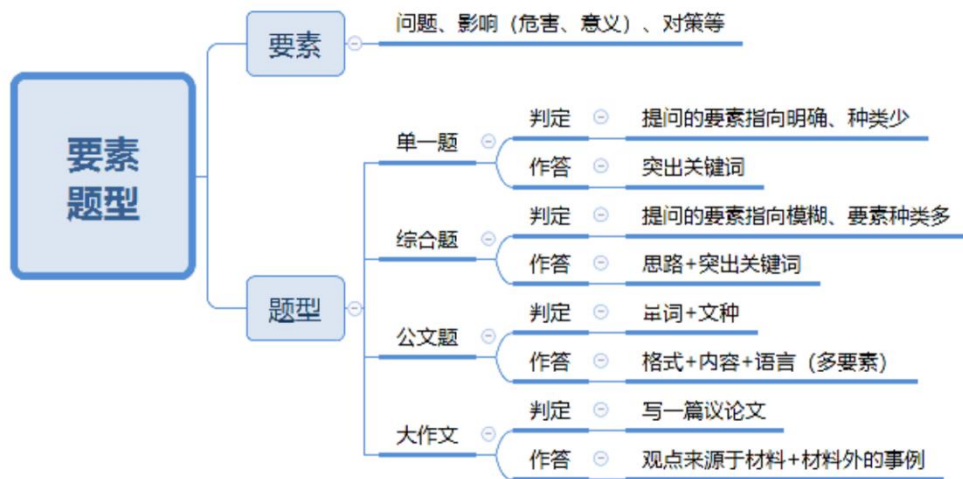 要素
题型
要素
问题、影响（危害、意义）、对策等
题型
单一题
判定
提问的要素指向明确、种类少
作答
突出关键词
综合题
判定
提问的要素指向模糊、要素种类多
作答
思路+突出关键词
公文题
判定
词+文种
作答
格式+内容+语言（多要素）
大作文
判定
写一篇议论文
作答
观点来源于材料+材料外的事例